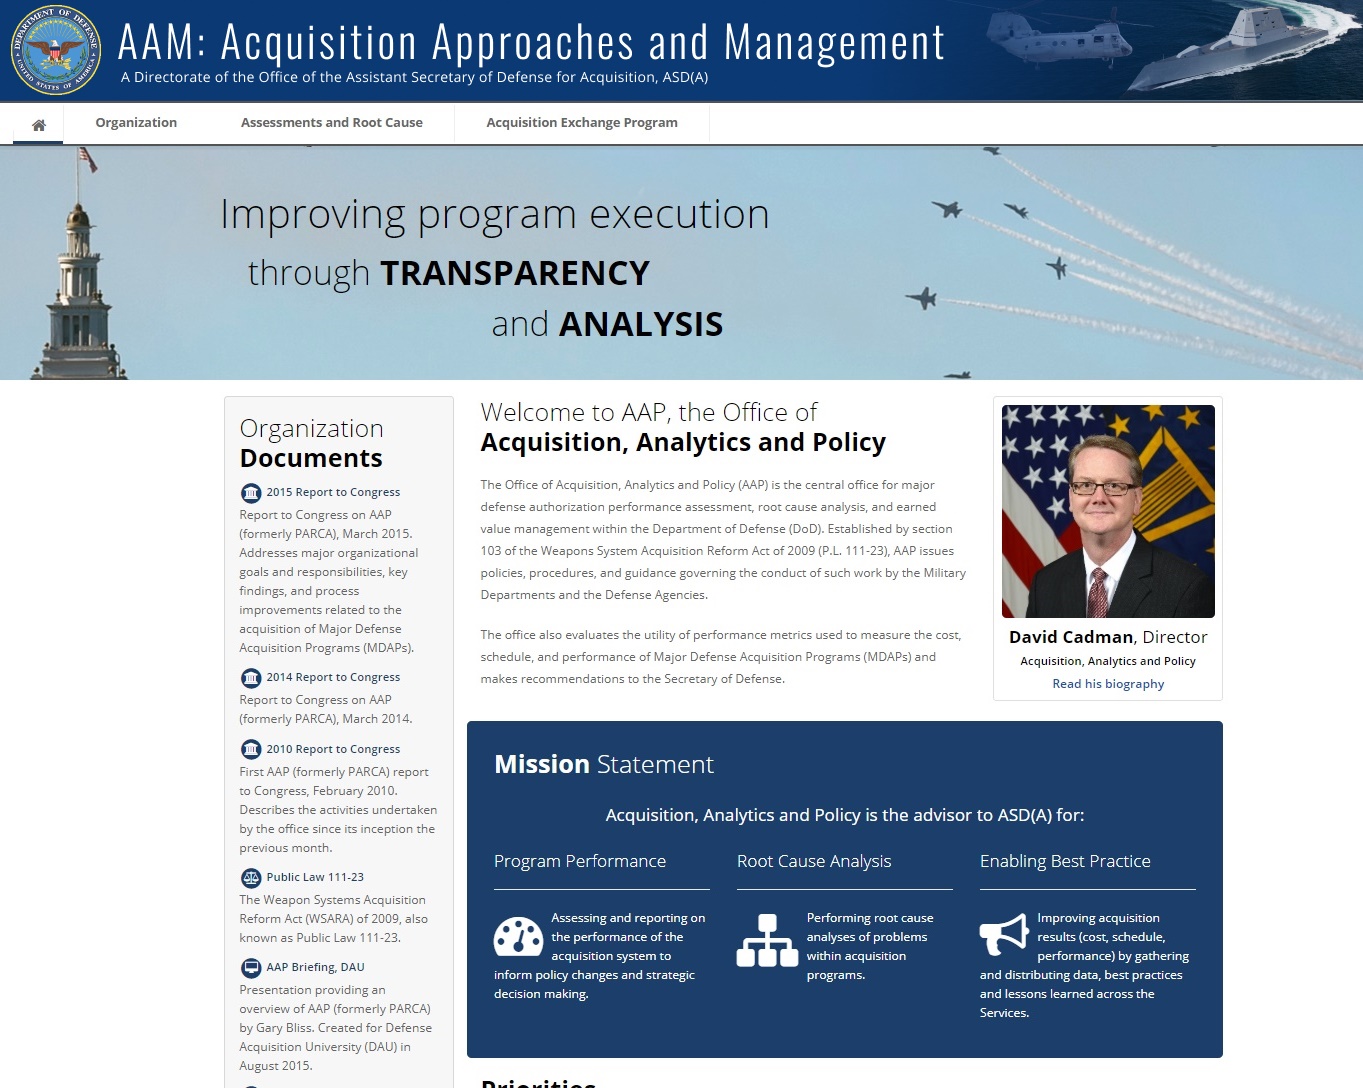 DEPARTMENT OF DEFENSE
UNITED STATES OF AMERICA
AAM: Acquisition Approaches and Management
A Directorate of the Office of the Assistant Secretary of Defense for Acquisition, ASD(A)
Organization
Assessments and Root Cause
Acquisition Exchange Program
Improving program execution
through TRANSPARENCY
and ANALYSIS
Organization
Documents
2015 Report to Congress
Report to Congress on AAP
(formerly PARCA), March 2015.
Addresses major organizational
goals and responsibilities, key
findings, and process
improvements related to the
acquisition of Major Defense
Acquisition Programs (MDAPs).
2014 Report to Congress
Report to Congress on AAP
(formerly PARCA), March 2014.
2010 Report to Congress
First AAP (formerly PARCA) report
to Congress, February 2010.
Describes the activities undertaken
by the office since its inception the
previous month.
Public Law 111-23
The Weapon Systems Acquisition
Reform Act (WSARA) of 2009, also
known as Public Law 111-23.
AAP Briefing, DAU
Presentation providing an
overview of AAP (formerly PARCA)
by Gary Bliss. Created for Defense
Acquisition University (DAU) in
August 2015.
Welcome to AAP, the Office of
Acquisition, Analytics and Policy
The Office of Acquisition, Analytics and Policy (AAP) is the central office for major
defense authorization performance assessment, root cause analysis, and earned
value management within the Department of Defense (DoD). Established by section
103 of the Weapons System Acquisition Reform Act of 2009 (P.L. 111-23), AAP issues
policies, procedures, and guidance governing the conduct of such work by the Military
Departments and the Defense Agencies.
The office also evaluates the utility of performance metrics used to measure the cost,
schedule, and performance of Major Defense Acquisition Programs (MDAPs) and
makes recommendations to the Secretary of Defense.
David Cadman, Director
Acquisition, Analytics and Policy
Read his biography
Mission Statement
Acquisition, Analytics and Policy is the advisor to ASD(A) for:
Program Performance
Assessing and reporting on
the performance of the
acquisition system to
inform policy changes and strategic
decision making.
Root Cause Analysis
Performing root cause
analyses of problems
within acquisition
programs.
Enabling Best Practice
Improving acquisition
results (cost, schedule,
performance) by gathering
and distributing data, best practices
and lessons learned across the
Services.
Priorities